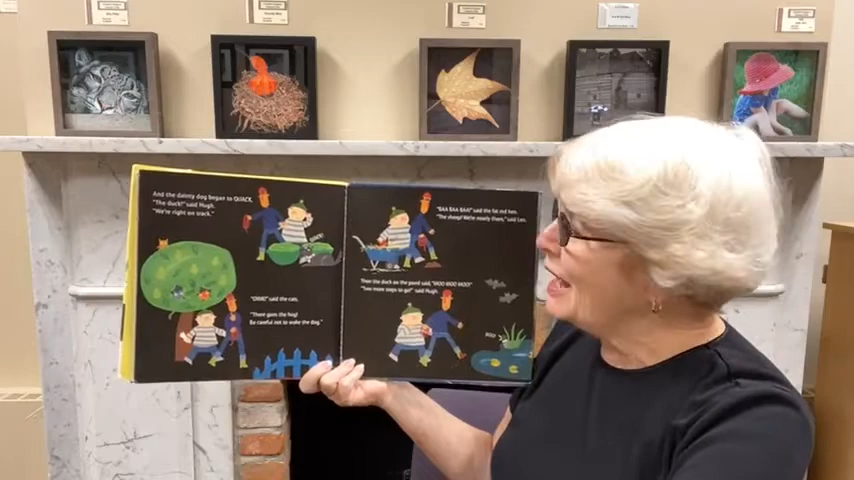 And the dainty dog began to QUACK.
"The duck!" said Hugh.
"We're right on track."
QUACK!
"OINK!" said the cats.
"There goes the hog!
Be careful not to wake the dog."
"BAA BAA BAA!" said the fat red hen.
"The sheep! We're nearly there," said Len.
Then the duck on the pond said, "MOO MOO MOO!"
"Two more steps to go!" said Hugh.
MOO!